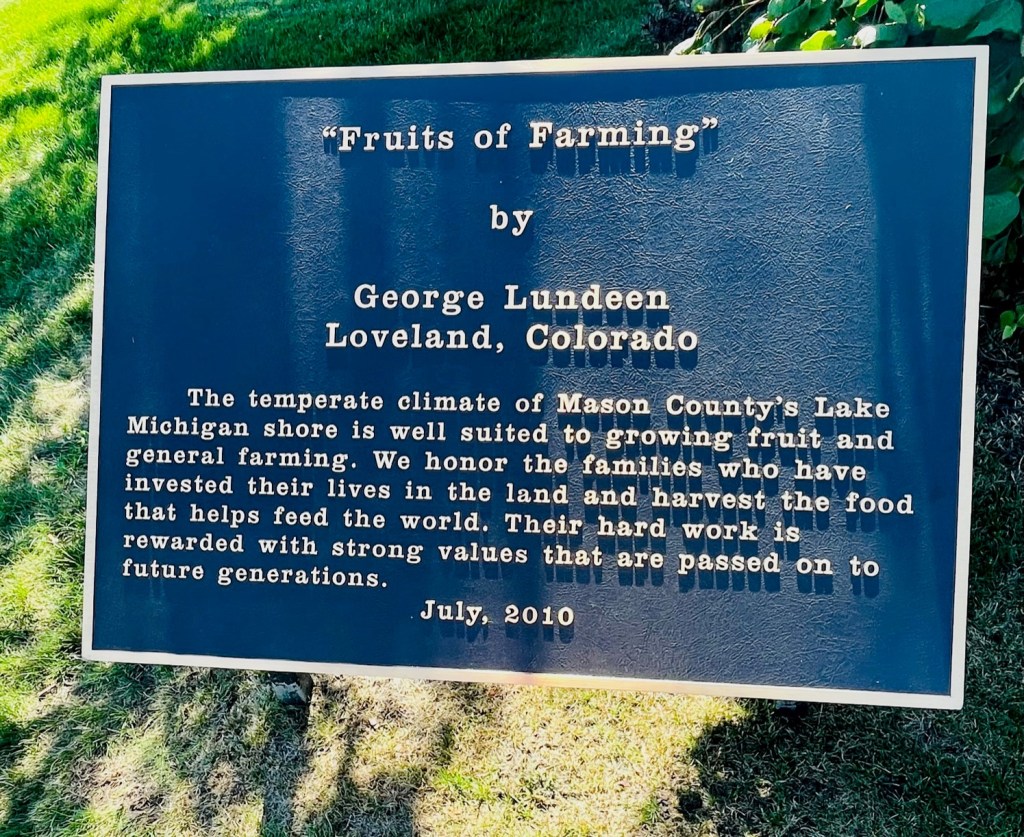 “Fruits of Farming”
by
George Lundeen
Loveland, Colorado
The temperate climate of Mason County’s Lake
Michigan shore is well suited to growing fruit and
general farming. We honor the families who have
invested their lives in the land and harvest the food
that helps feed the world. Their hard work is
rewarded with strong values that are passed on to
future generations.
July, 2010